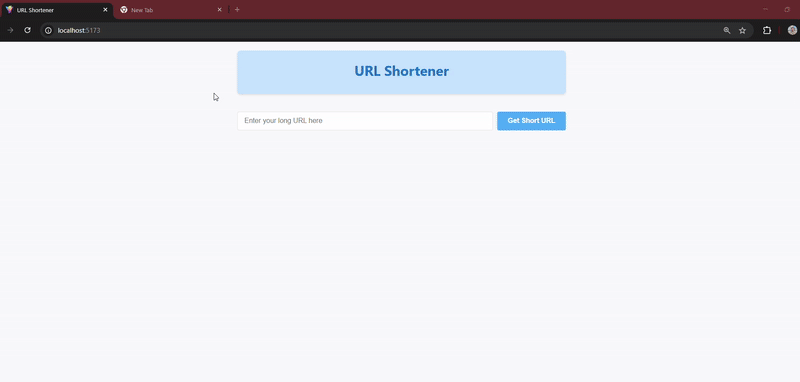 URL Shortener
New Tab
localhost:5173
URL Shortener
Enter your long URL here
Get Short URL